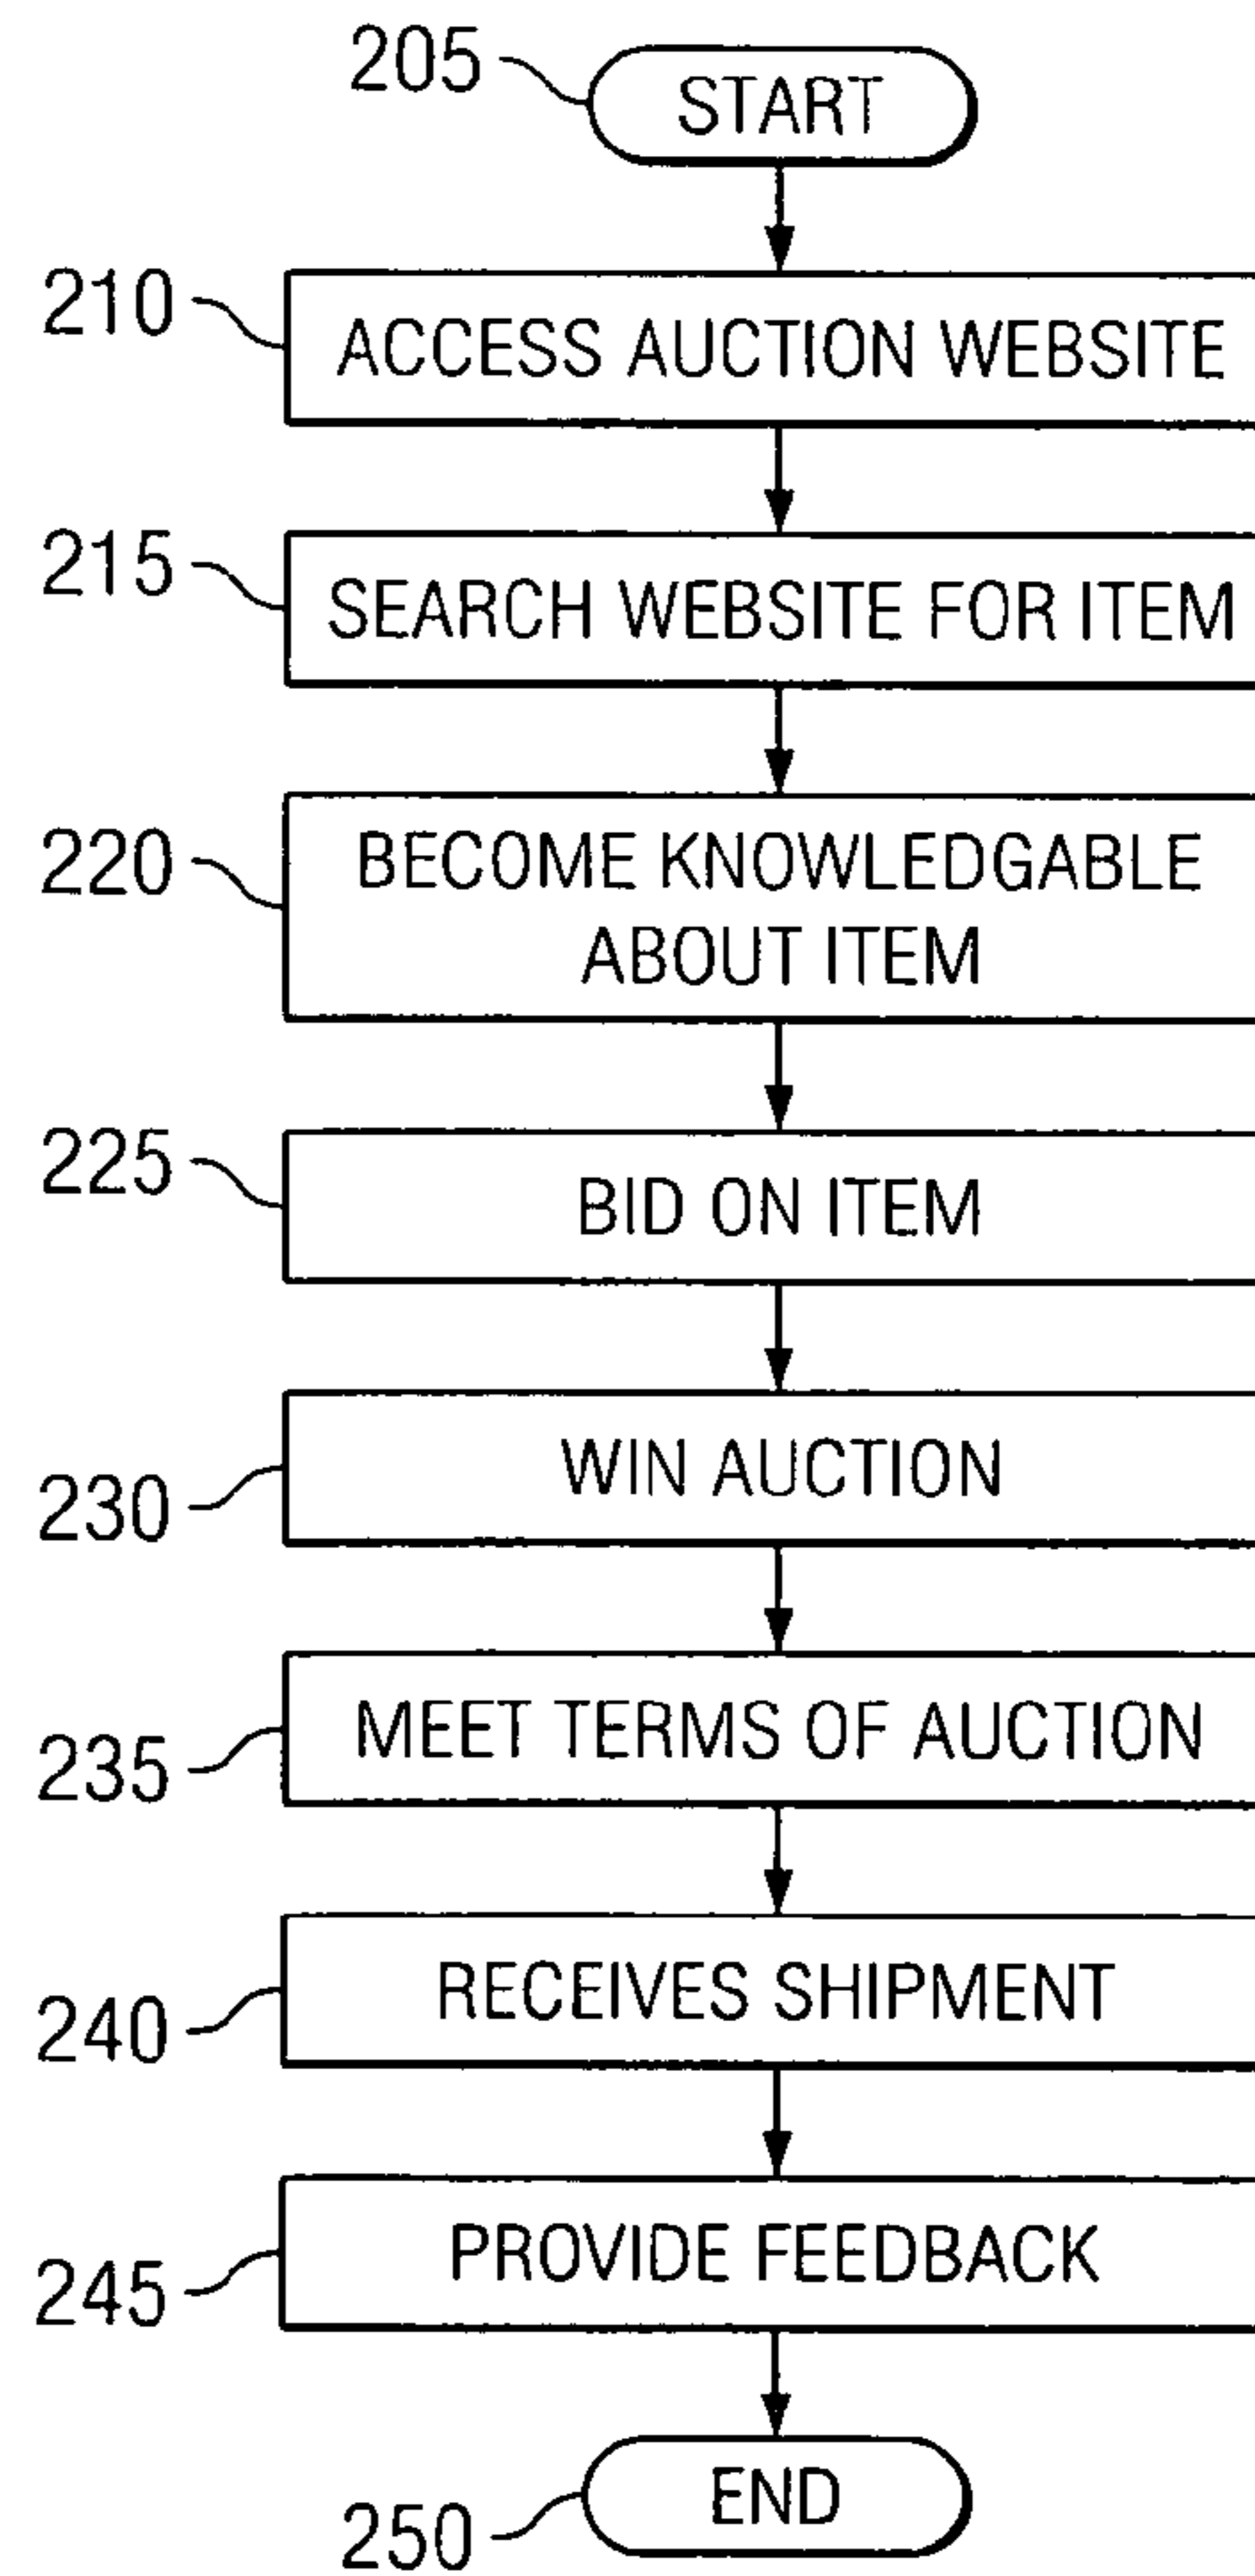 205
START
210
ACCESS AUCTION WEBSITE
215
SEARCH WEBSITE FOR ITEM
220
BECOME KNOWLEDGABLE
ABOUT ITEM
225
BID ON ITEM
230
WIN AUCTION
235
MEET TERMS OF AUCTION
240
RECEIVES SHIPMENT
245
PROVIDE FEEDBACK
250
END